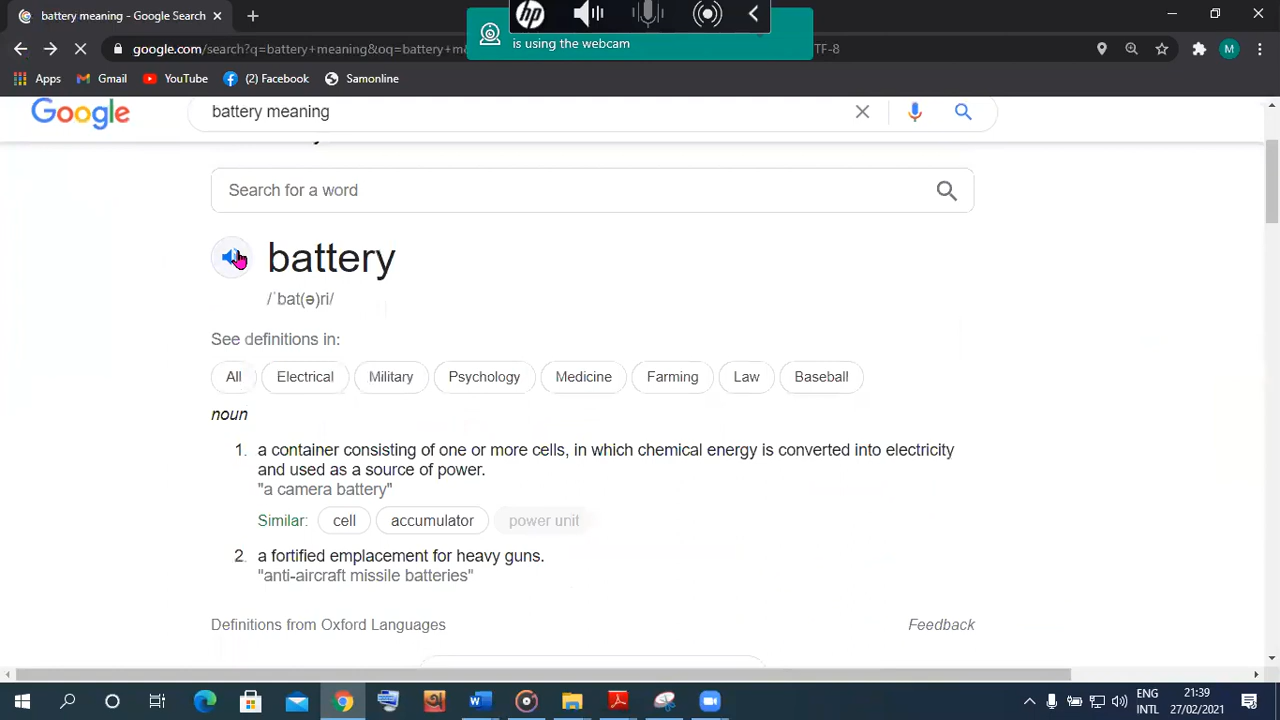 battery meaning - Google Search
hp
is using the webcam
google.com/search?q=battery+meaning&oq=battery+m
TF-8
M
Apps
Gmail
YouTube
(2) Facebook
Samonline
Google
battery meaning
Search for a word
battery
/ˈbat(ə)ri/
See definitions in:
All
Electrical
Military
Psychology
Medicine
Farming
Law
Baseball
noun
1. a container consisting of one or more cells, in which chemical energy is converted into electricity
and used as a source of power.
"a camera battery"
Similar: cell accumulator power unit
2. a fortified emplacement for heavy guns.
"anti-aircraft missile batteries"
Definitions from Oxford Languages
Feedback
ENG
INTL
21:39
27/02/2021